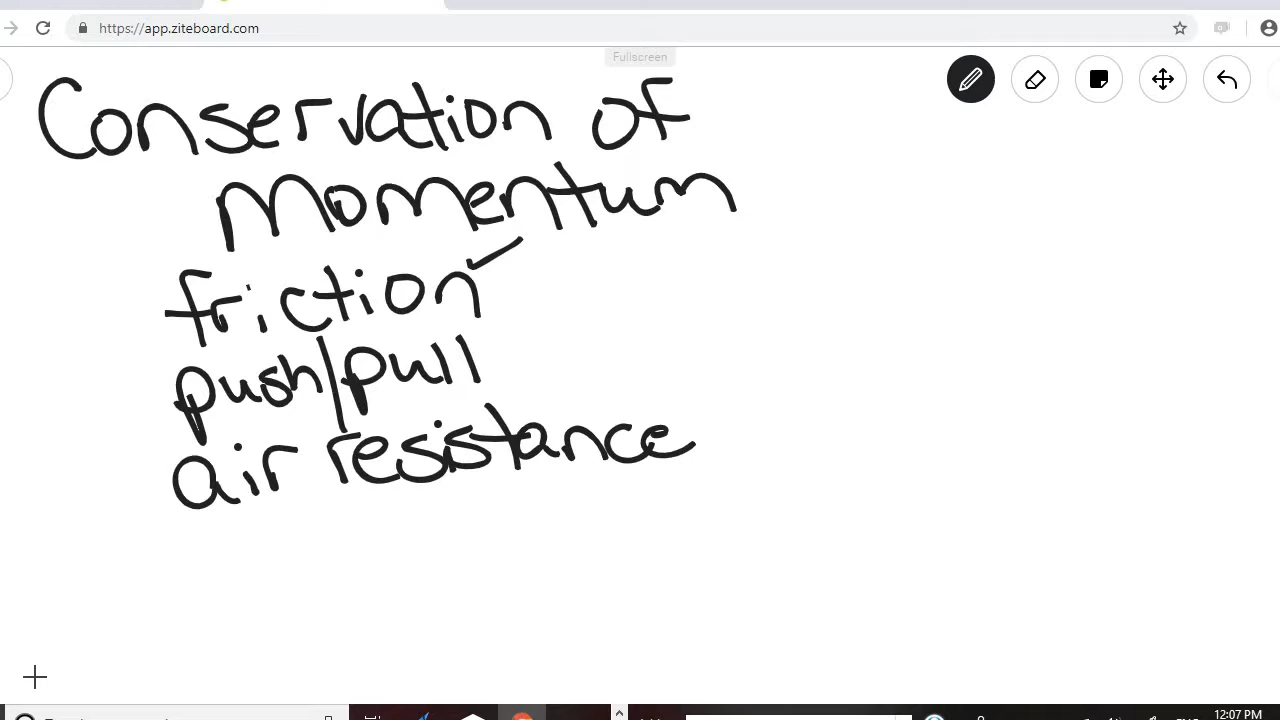 https://app.ziteboard.com
Fullscreen
Conservation of
Momentum
friction
push/pull
air resistance
12:07 PM